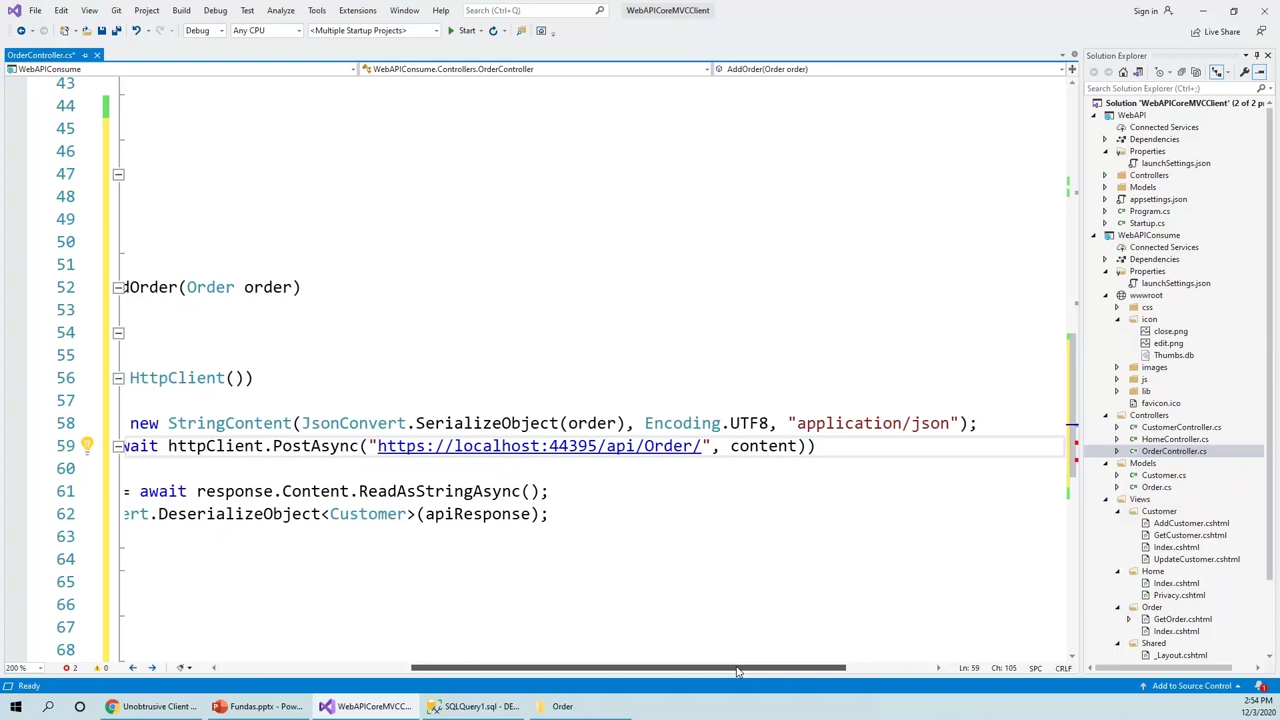 File Edit View Git Project Build Debug Test Analyze Tools Extensions Window Help Search (Ctrl+Q) WebAPICoreMVCClient Sign in
Debug Any CPU <Multiple Startup Projects> Start Live Share
OrderController.cs*
WebAPIConsume WebAPIConsume.Controllers.OrderController AddOrder(Order order)
43
44
45
46
47
48
49
50
51
52 dOrder(Order order)
53
54
55
56 HttpClient())
57
58 new StringContent(JsonConvert.SerializeObject(order), Encoding.UTF8, "application/json");
59 wait httpClient.PostAsync("https://localhost:44395/api/Order/", content))
60
61 = await response.Content.ReadAsStringAsync();
62 ert.DeserializeObject<Customer>(apiResponse);
63
64
65
66
67
68
200 % 2 0 Ln: 59 Ch: 105 SPC CRLF
Solution Explorer
Search Solution Explorer (Ctrl+;)
Solution 'WebAPICoreMVCClient' (2 of 2 p
WebAPI
Connected Services
Dependencies
Properties
launchSettings.json
Controllers
Models
appsettings.json
Program.cs
Startup.cs
WebAPIConsume
Connected Services
Dependencies
Properties
launchSettings.json
wwwroot
css
icon
close.png
edit.png
Thumbs.db
images
js
lib
favicon.ico
Controllers
CustomerController.cs
HomeController.cs
OrderController.cs
Models
Customer.cs
Order.cs
Views
Customer
AddCustomer.cshtml
GetCustomer.cshtml
Index.cshtml
UpdateCustomer.cshtml
Home
Index.cshtml
Privacy.cshtml
Order
GetOrder.cshtml
Index.cshtml
Shared
_Layout.cshtml
Ready Add to Source Control 1
Unobtrusive Client ... Fundas.pptx - Pow... WebAPICoreMVCC... SQLQuery1.sql - DE... Order 2:54 PM
12/3/2020